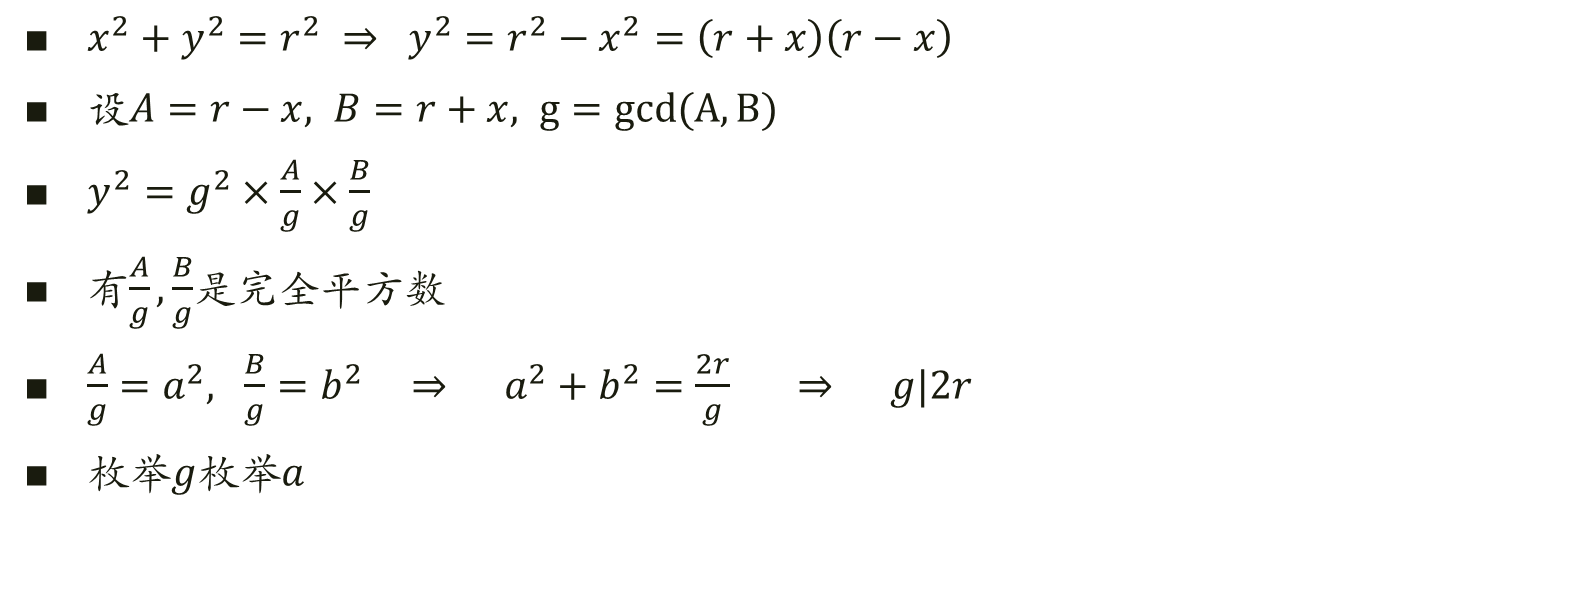 ■ x² + y² = r² ⇒ y² = r² − x² = (r + x)(r − x)
■ 设A = r − x, B = r + x, g = gcd(A, B)
■ y² = g² × A/g × B/g
■ 有A/g, B/g是完全平方数
■ A/g = a², B/g = b² ⇒ a² + b² = 2r/g ⇒ g|2r
■ 枚举g枚举a